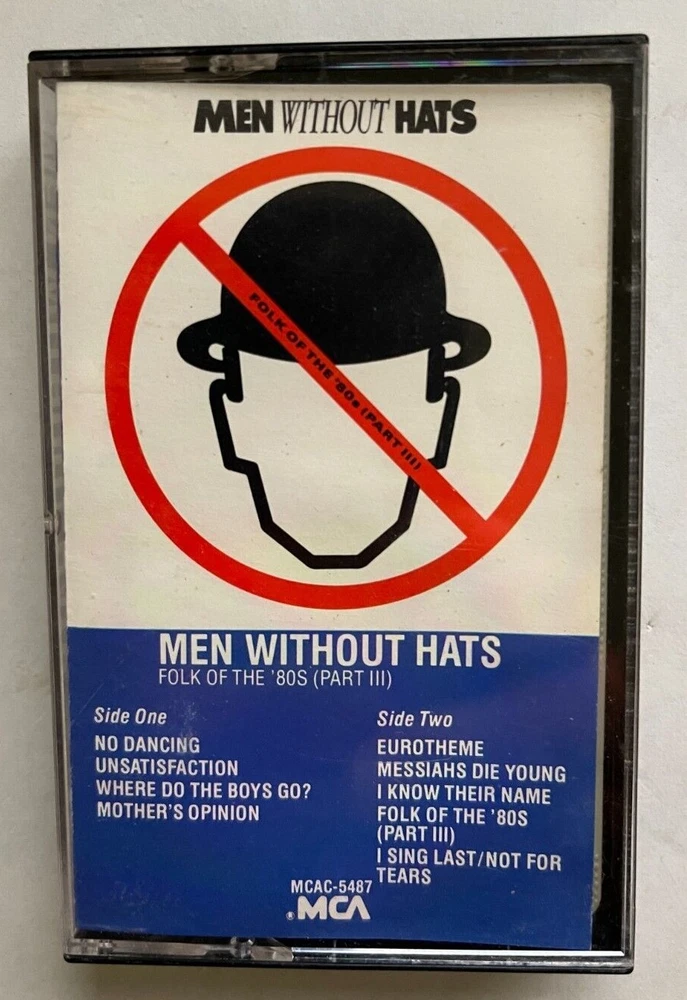 MEN WITHOUT HATS
FOLK OF THE '80s (PART III)
MEN WITHOUT HATS
FOLK OF THE '80S (PART III)
Side One
NO DANCING
UNSATISFACTION
WHERE DO THE BOYS GO?
MOTHER'S OPINION
Side Two
EUROTHEME
MESSIAHS DIE YOUNG
I KNOW THEIR NAME
FOLK OF THE '80S
(PART III)
I SING LAST/NOT FOR
TEARS
MCAC-5487
®MCA